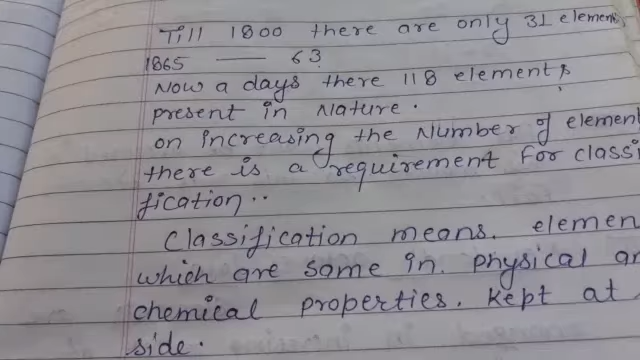 Till 1800 there are only 31 elements
1865 — 63
Now a days there 118 elements
present in Nature.
on increasing the Number of element
there is a requirement For classi
fication..
Classification means. elemen
which are same in. physical an
chemical properties. Kept at
side.